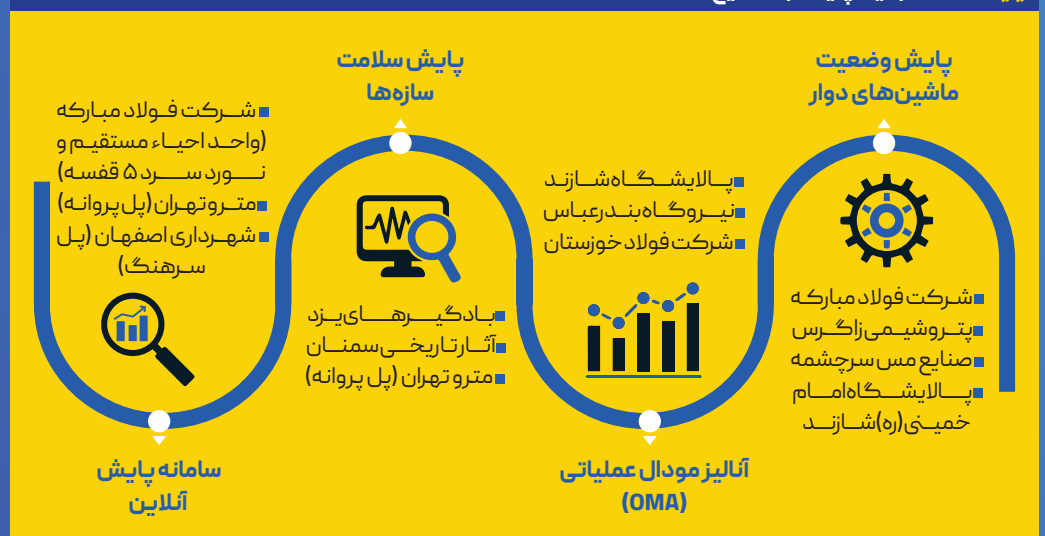 پایش وضعیت
ماشین‌های دوار
شرکت فولاد مبارکه
پتروشیمی زاگرس
صنایع مس سرچشمه
پالایشگاه امام
خمینی(ره) شازند
پالایشگاه شازند
نیروگاه بندرعباس
شرکت فولاد خوزستان
آنالیز مودال عملیاتی
(OMA)
پایش سلامت
سازه‌ها
بادگیرهای یزد
آثار تاریخی سمنان
مترو تهران (پل پروانه)
شرکت فولاد مبارکه
(واحد احیاء مستقیم و
نورد سرد ۵ قفسه)
مترو تهران (پل پروانه)
شهرداری اصفهان (پل
سرهنگ)
سامانه پایش
آنلاین